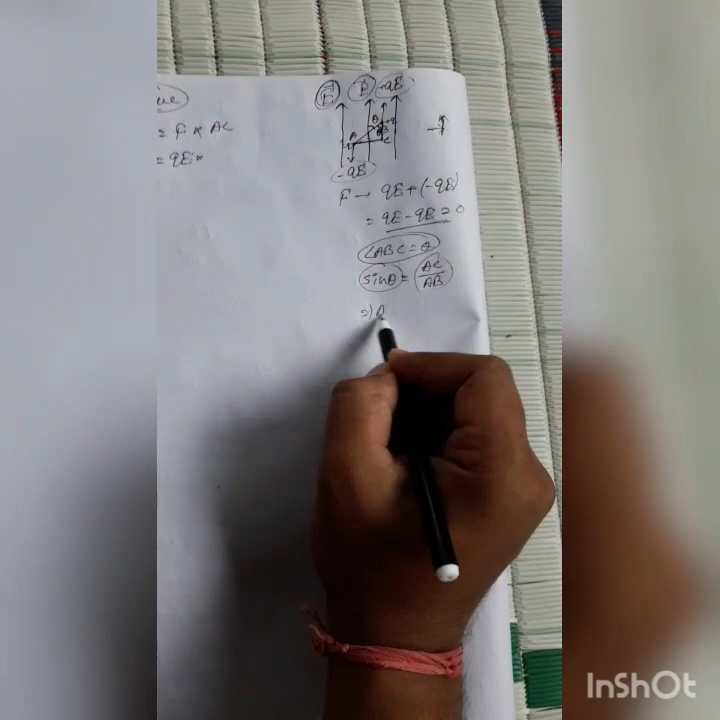 = F × AC
= qE ×
E P +qE
A B C
-qE
F → qE + (-qE)
= qE - qE = 0
∠ABC = θ
sinθ = AC/AB
⇒ A
InShOt